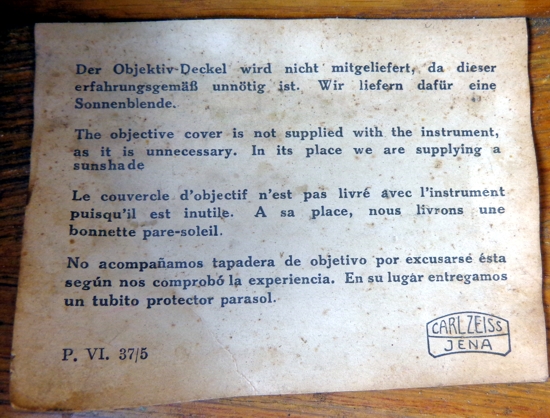 Der Objektiv-Deckel wird nicht mitgeliefert, da dieser
erfahrungsgemäß unnötig ist. Wir liefern dafür eine
Sonnenblende.
The objective cover is not supplied with the instrument,
as it is unnecessary. In its place we are supplying a
sunshade
Le couvercle d'objectif n'est pas livré avec l'instrument
puisqu'il est inutile. A sa place, nous livrons une
bonnette pare-soleil.
No acompañamos tapadera de objetivo por excusarsé ésta
según nos comprobó la experiencia. En su lugar entregamos
un tubito protector parasol.
P. VI. 37/5
CARL ZEISS
JENA